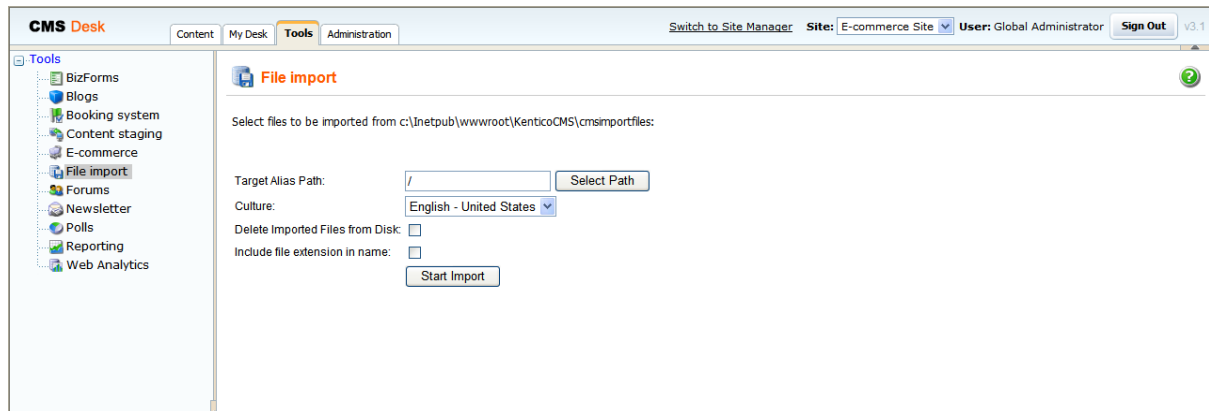 CMS Desk
Content My Desk Tools Administration
Switch to Site Manager Site: E-commerce Site User: Global Administrator Sign Out v3.1
Tools
BizForms
Blogs
Booking system
Content staging
E-commerce
File import
Forums
Newsletter
Polls
Reporting
Web Analytics
File import
?
Select files to be imported from c:\Inetpub\wwwroot\KenticoCMS\cmsimportfiles:
Target Alias Path: / Select Path
Culture: English - United States
Delete Imported Files from Disk:
Include file extension in name:
Start Import